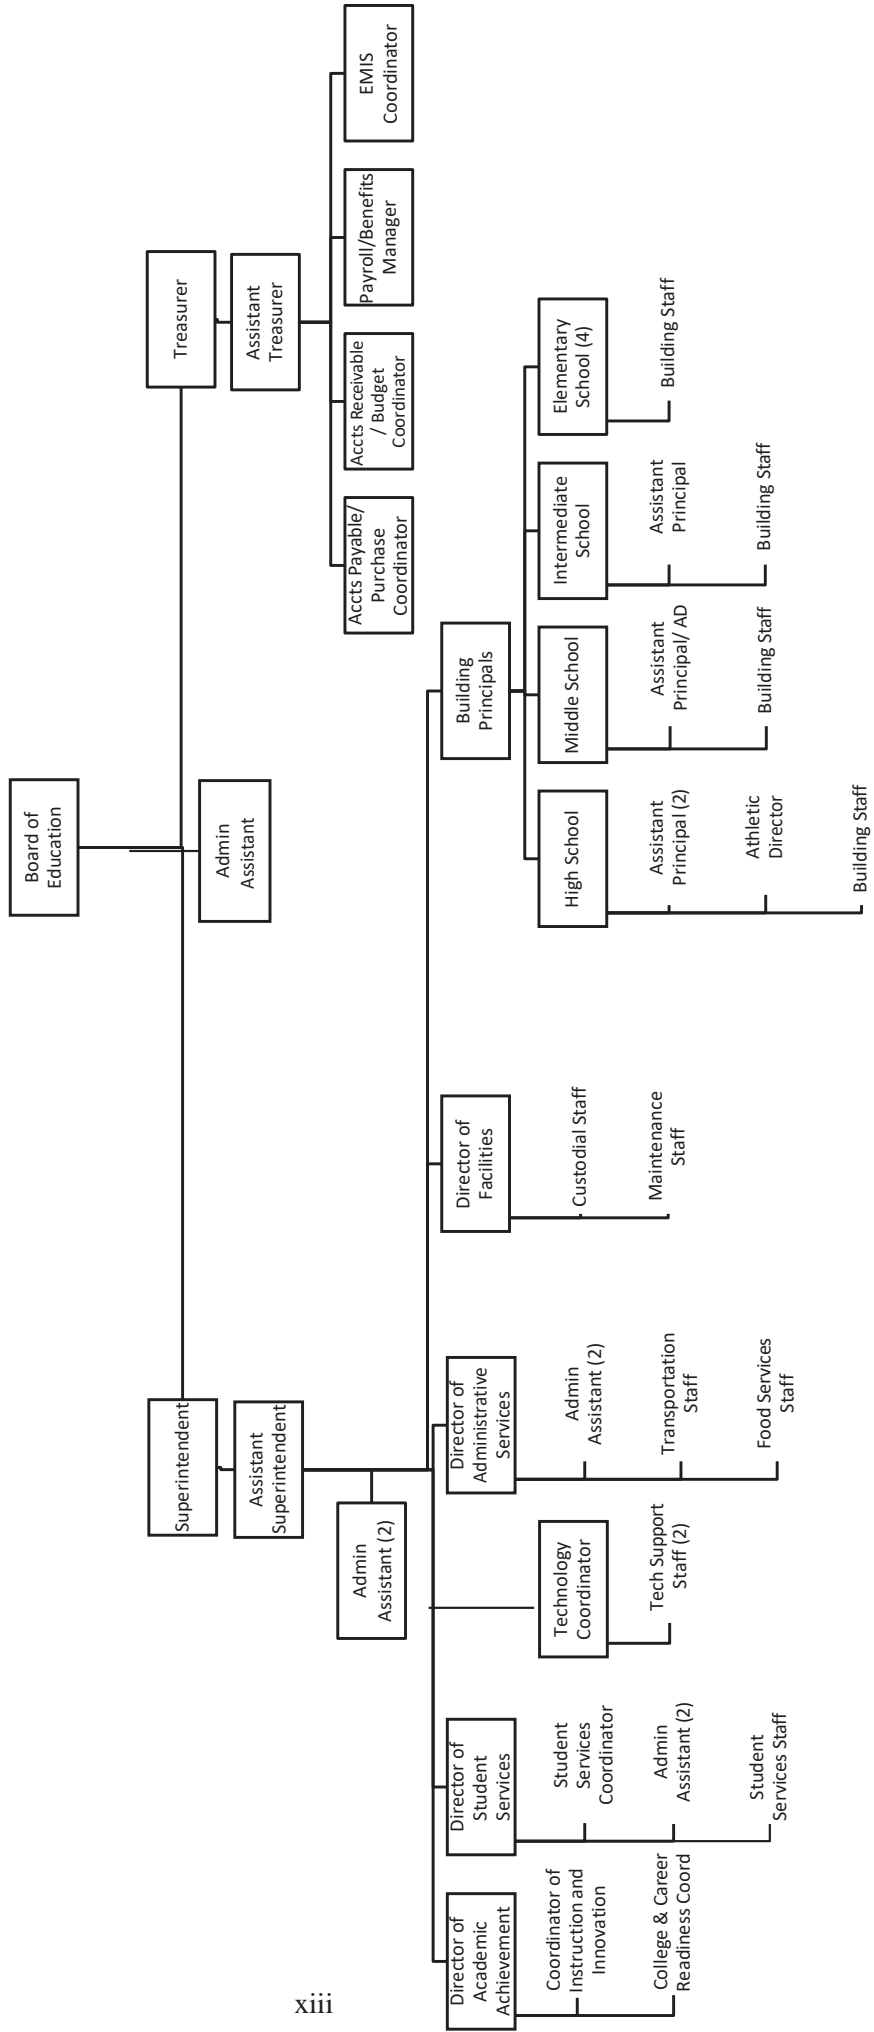 Board of
Education
Admin
Assistant
Superintendent
Assistant
Superintendent
Admin
Assistant (2)
Director of
Academic
Achievement
Coordinator of
Instruction and
Innovation
College & Career
Readiness Coord
Director of
Student
Services
Student
Services
Coordinator
Admin
Assistant (2)
Student
Services Staff
Technology
Coordinator
Tech Support
Staff (2)
Director of
Administrative
Services
Admin
Assistant (2)
Transportation
Staff
Food Services
Staff
Director of
Facilities
Custodial Staff
Maintenance
Staff
Building
Principals
High School
Assistant
Principal (2)
Athletic
Director
Building Staff
Middle School
Assistant
Principal/ AD
Building Staff
Intermediate
School
Assistant
Principal
Building Staff
Elementary
School (4)
Building Staff
Treasurer
Assistant
Treasurer
Accts Payable/
Purchase
Coordinator
Accts Receivable
/ Budget
Coordinator
Payroll/Benefits
Manager
EMIS
Coordinator
xiii